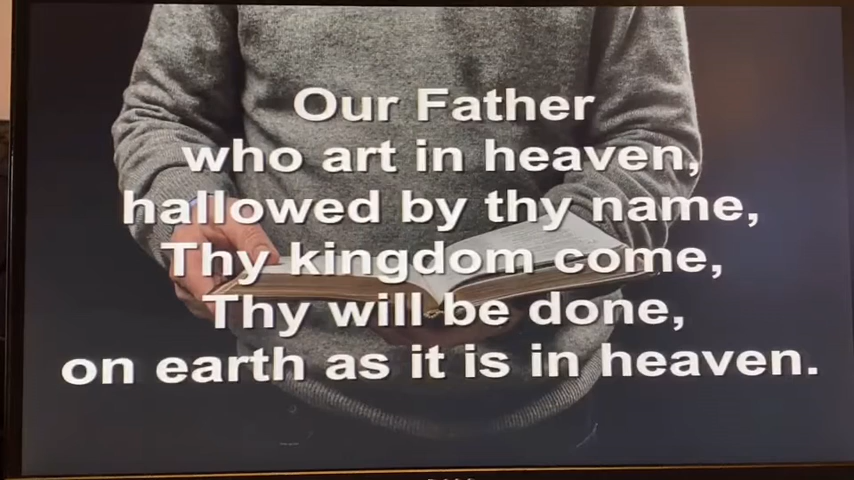 Our Father
who art in heaven,
hallowed by thy name,
Thy kingdom come,
Thy will be done,
on earth as it is in heaven.